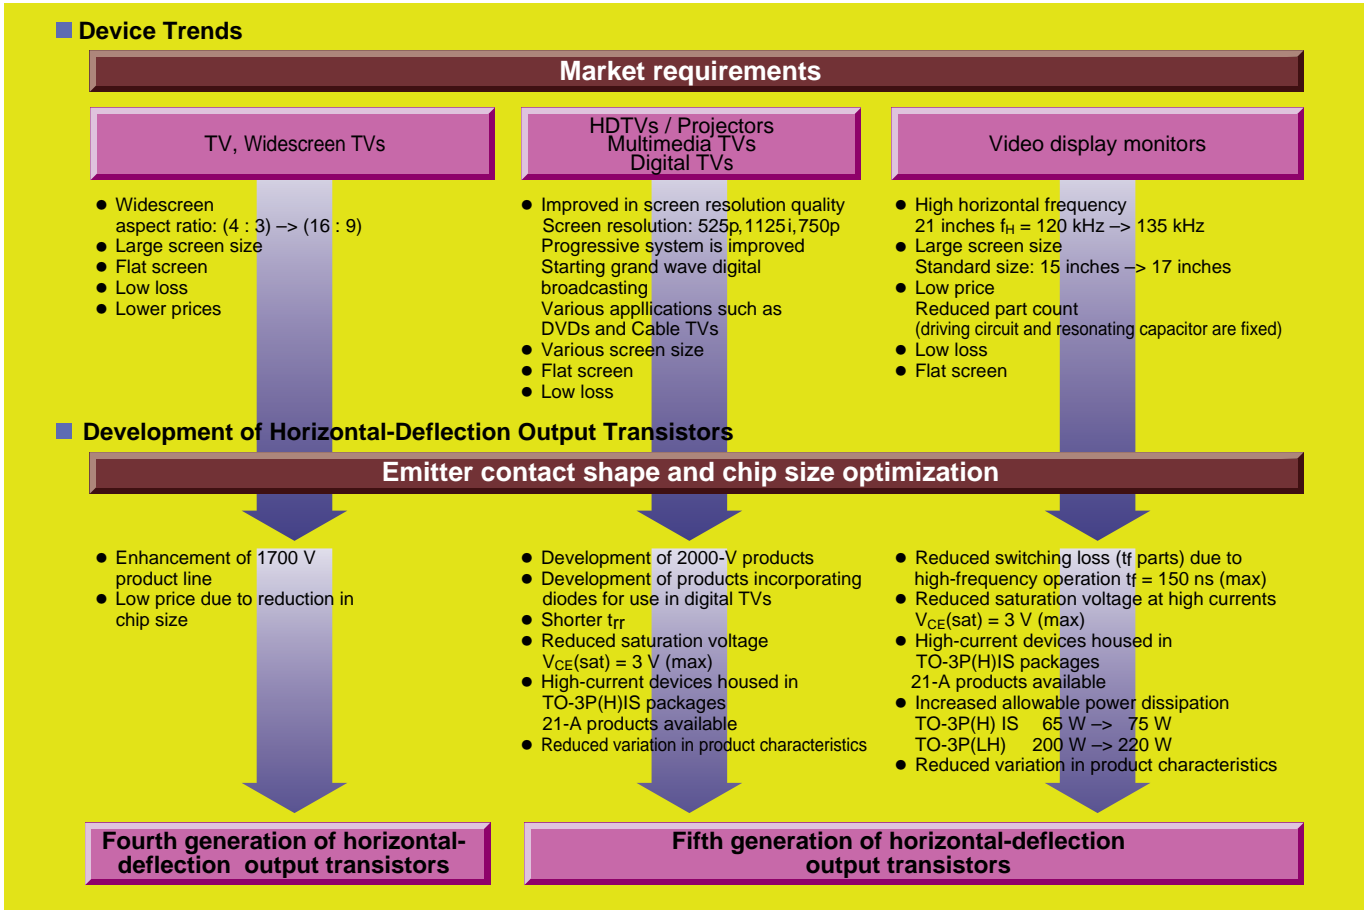 Device Trends
Market requirements
TV, Widescreen TVs
● Widescreen
aspect ratio: (4 : 3) –> (16 : 9)
● Large screen size
● Flat screen
● Low loss
● Lower prices
HDTVs / Projectors
Multimedia TVs
Digital TVs
● Improved in screen resolution quality
Screen resolution: 525p,1125i,750p
Progressive system is improved
Starting grand wave digital
broadcasting
Various appllications such as
DVDs and Cable TVs
● Various screen size
● Flat screen
● Low loss
Video display monitors
● High horizontal frequency
21 inches fH = 120 kHz –> 135 kHz
● Large screen size
Standard size: 15 inches –> 17 inches
● Low price
Reduced part count
(driving circuit and resonating capacitor are fixed)
● Low loss
● Flat screen
Development of Horizontal-Deflection Output Transistors
Emitter contact shape and chip size optimization
● Enhancement of 1700 V
product line
● Low price due to reduction in
chip size
● Development of 2000-V products
● Development of products incorporating
diodes for use in digital TVs
● Shorter trr
● Reduced saturation voltage
VCE(sat) = 3 V (max)
● High-current devices housed in
TO-3P(H)IS packages
21-A products available
● Reduced variation in product characteristics
● Reduced switching loss (tf parts) due to
high-frequency operation tf = 150 ns (max)
● Reduced saturation voltage at high currents
VCE(sat) = 3 V (max)
● High-current devices housed in
TO-3P(H)IS packages
21-A products available
● Increased allowable power dissipation
TO-3P(H) IS 65 W –> 75 W
TO-3P(LH) 200 W –> 220 W
● Reduced variation in product characteristics
Fourth generation of horizontal-
deflection output transistors
Fifth generation of horizontal-deflection
output transistors